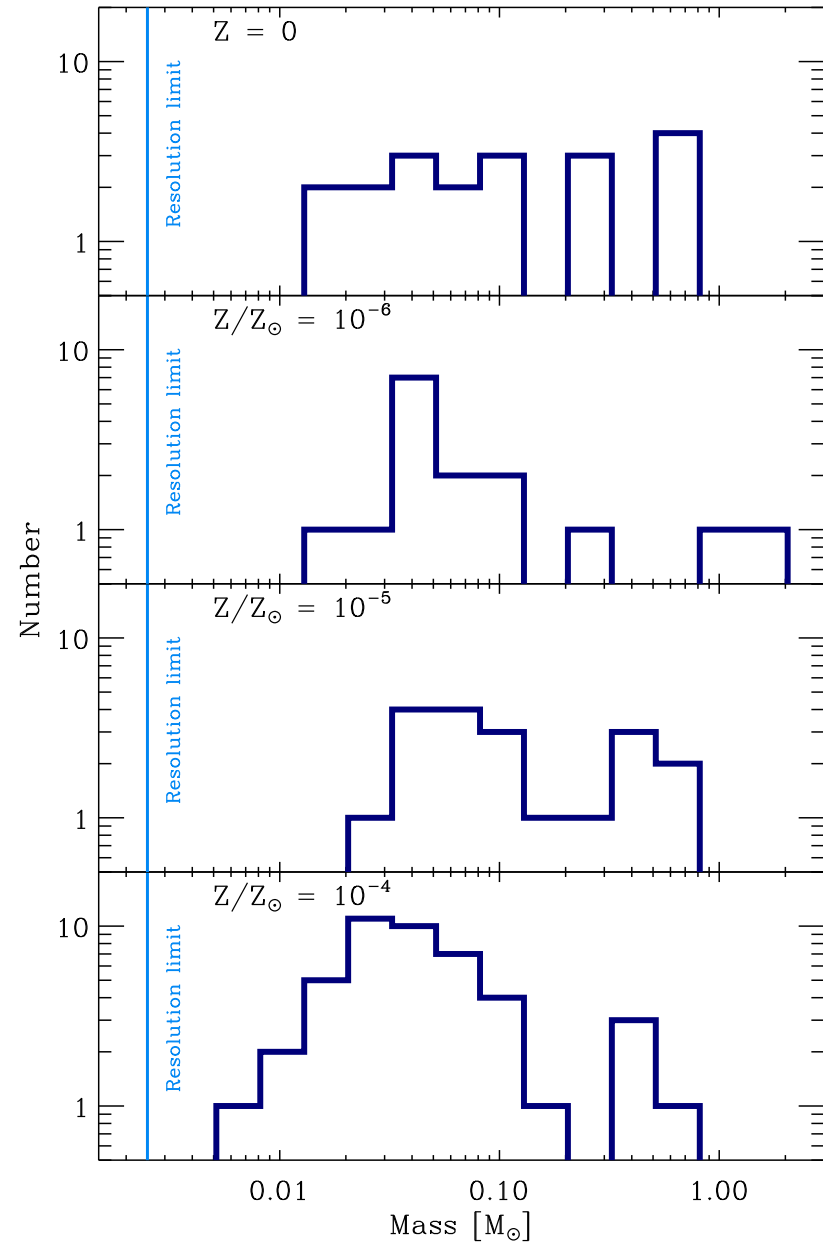 Z = 0
10
1
Resolution limit
Z/Z☉ = 10⁻⁶
10
1
Resolution limit
Number
Z/Z☉ = 10⁻⁵
10
1
Resolution limit
Z/Z☉ = 10⁻⁴
10
1
Resolution limit
0.01 0.10 1.00
Mass [M☉]